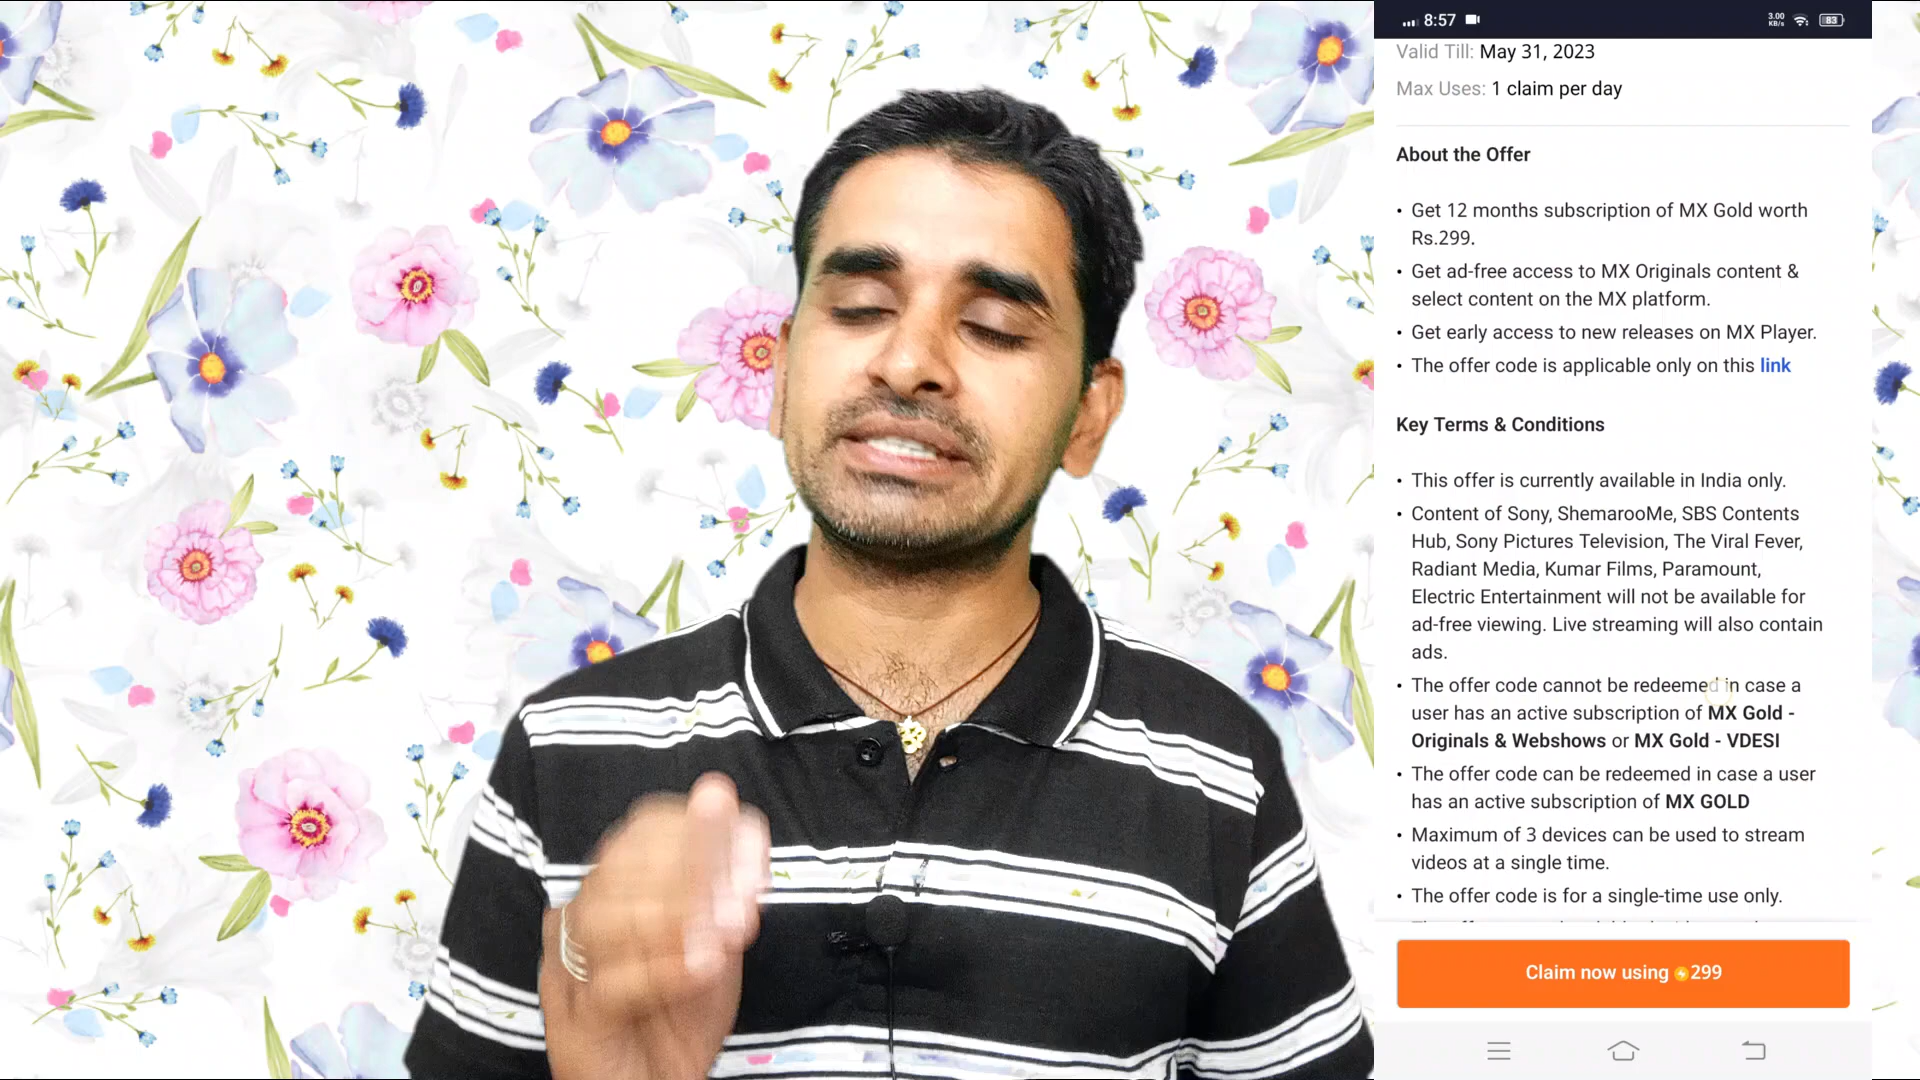 8:57
3.00
KB/s
83
Valid Till: May 31, 2023
Max Uses: 1 claim per day
About the Offer
• Get 12 months subscription of MX Gold worth
Rs.299.
• Get ad-free access to MX Originals content &
select content on the MX platform.
• Get early access to new releases on MX Player.
• The offer code is applicable only on this link
Key Terms & Conditions
• This offer is currently available in India only.
• Content of Sony, ShemarooMe, SBS Contents
Hub, Sony Pictures Television, The Viral Fever,
Radiant Media, Kumar Films, Paramount,
Electric Entertainment will not be available for
ad-free viewing. Live streaming will also contain
ads.
• The offer code cannot be redeemed in case a
user has an active subscription of MX Gold -
Originals & Webshows or MX Gold - VDESI
• The offer code can be redeemed in case a user
has an active subscription of MX GOLD
• Maximum of 3 devices can be used to stream
videos at a single time.
• The offer code is for a single-time use only.
Claim now using 299